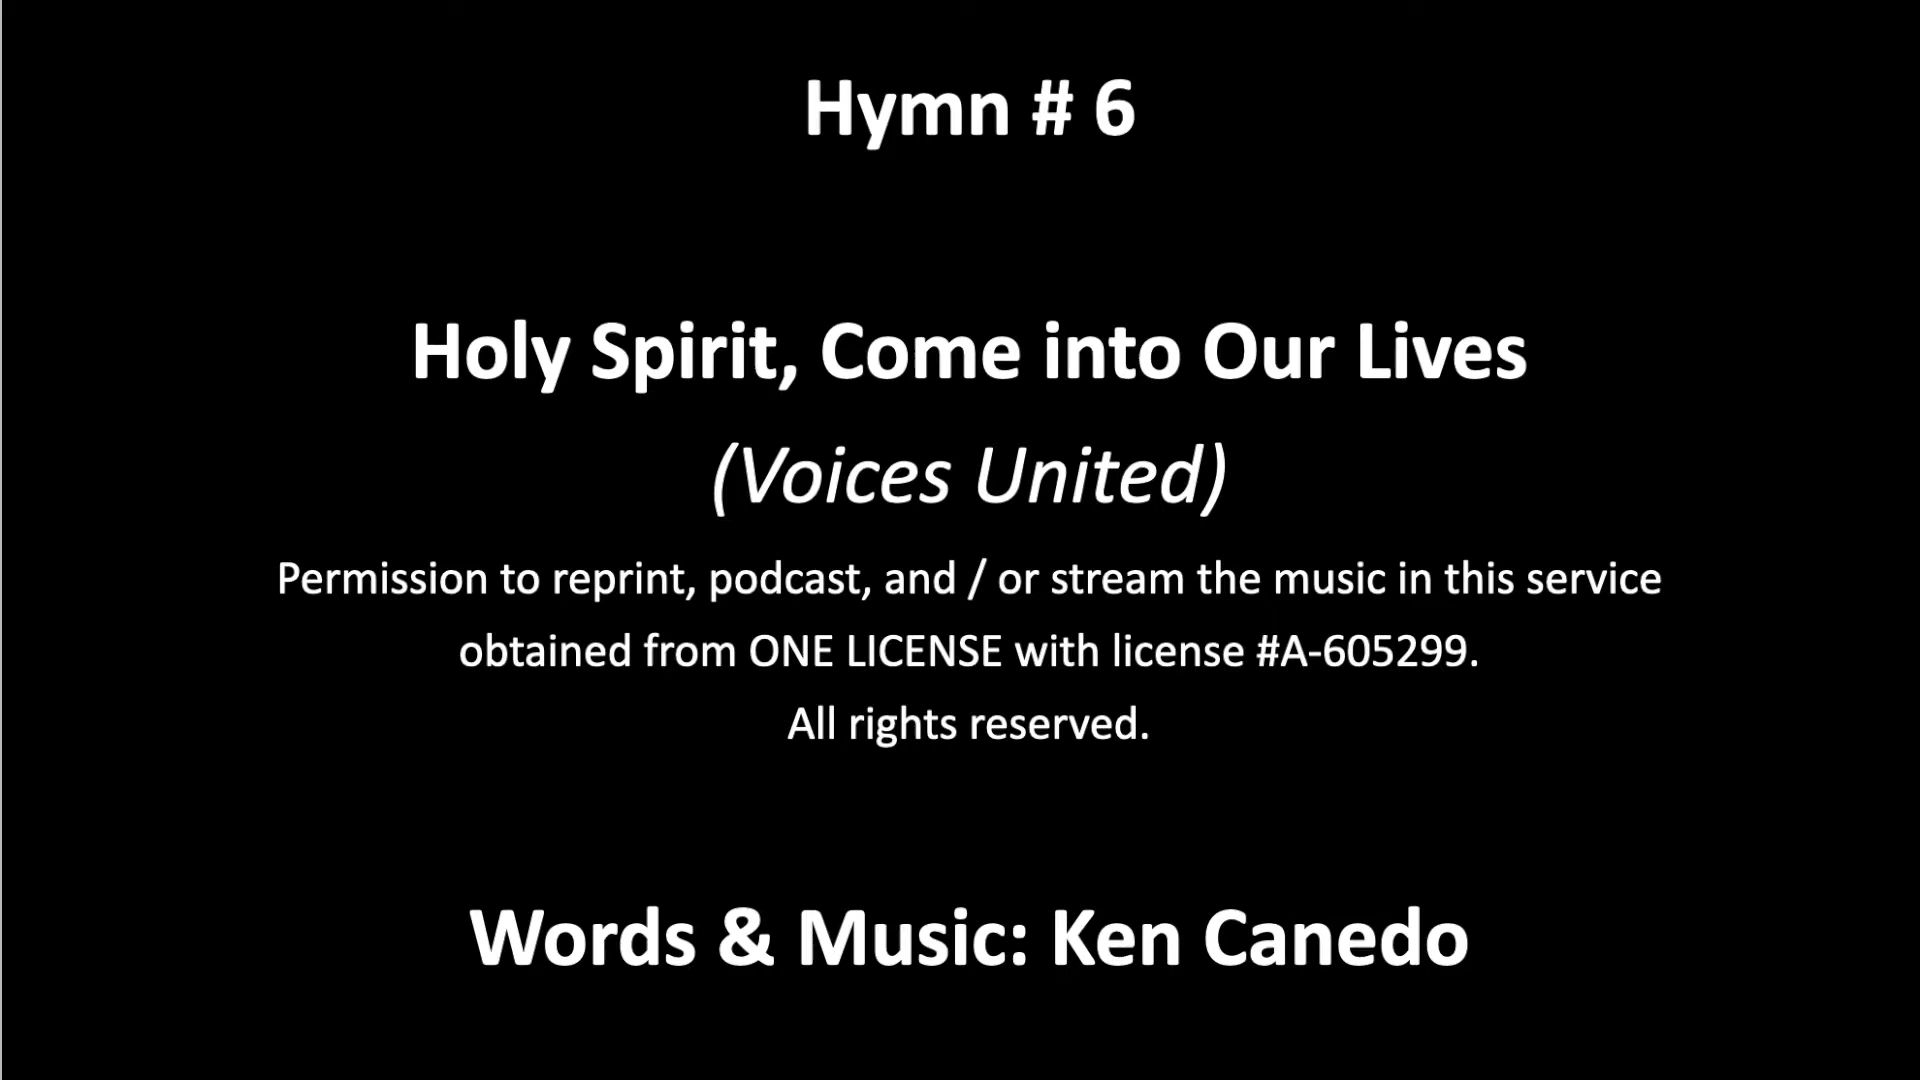 Hymn # 6
Holy Spirit, Come into Our Lives
(Voices United)
Permission to reprint, podcast, and / or stream the music in this service
obtained from ONE LICENSE with license #A-605299.
All rights reserved.
Words & Music: Ken Canedo